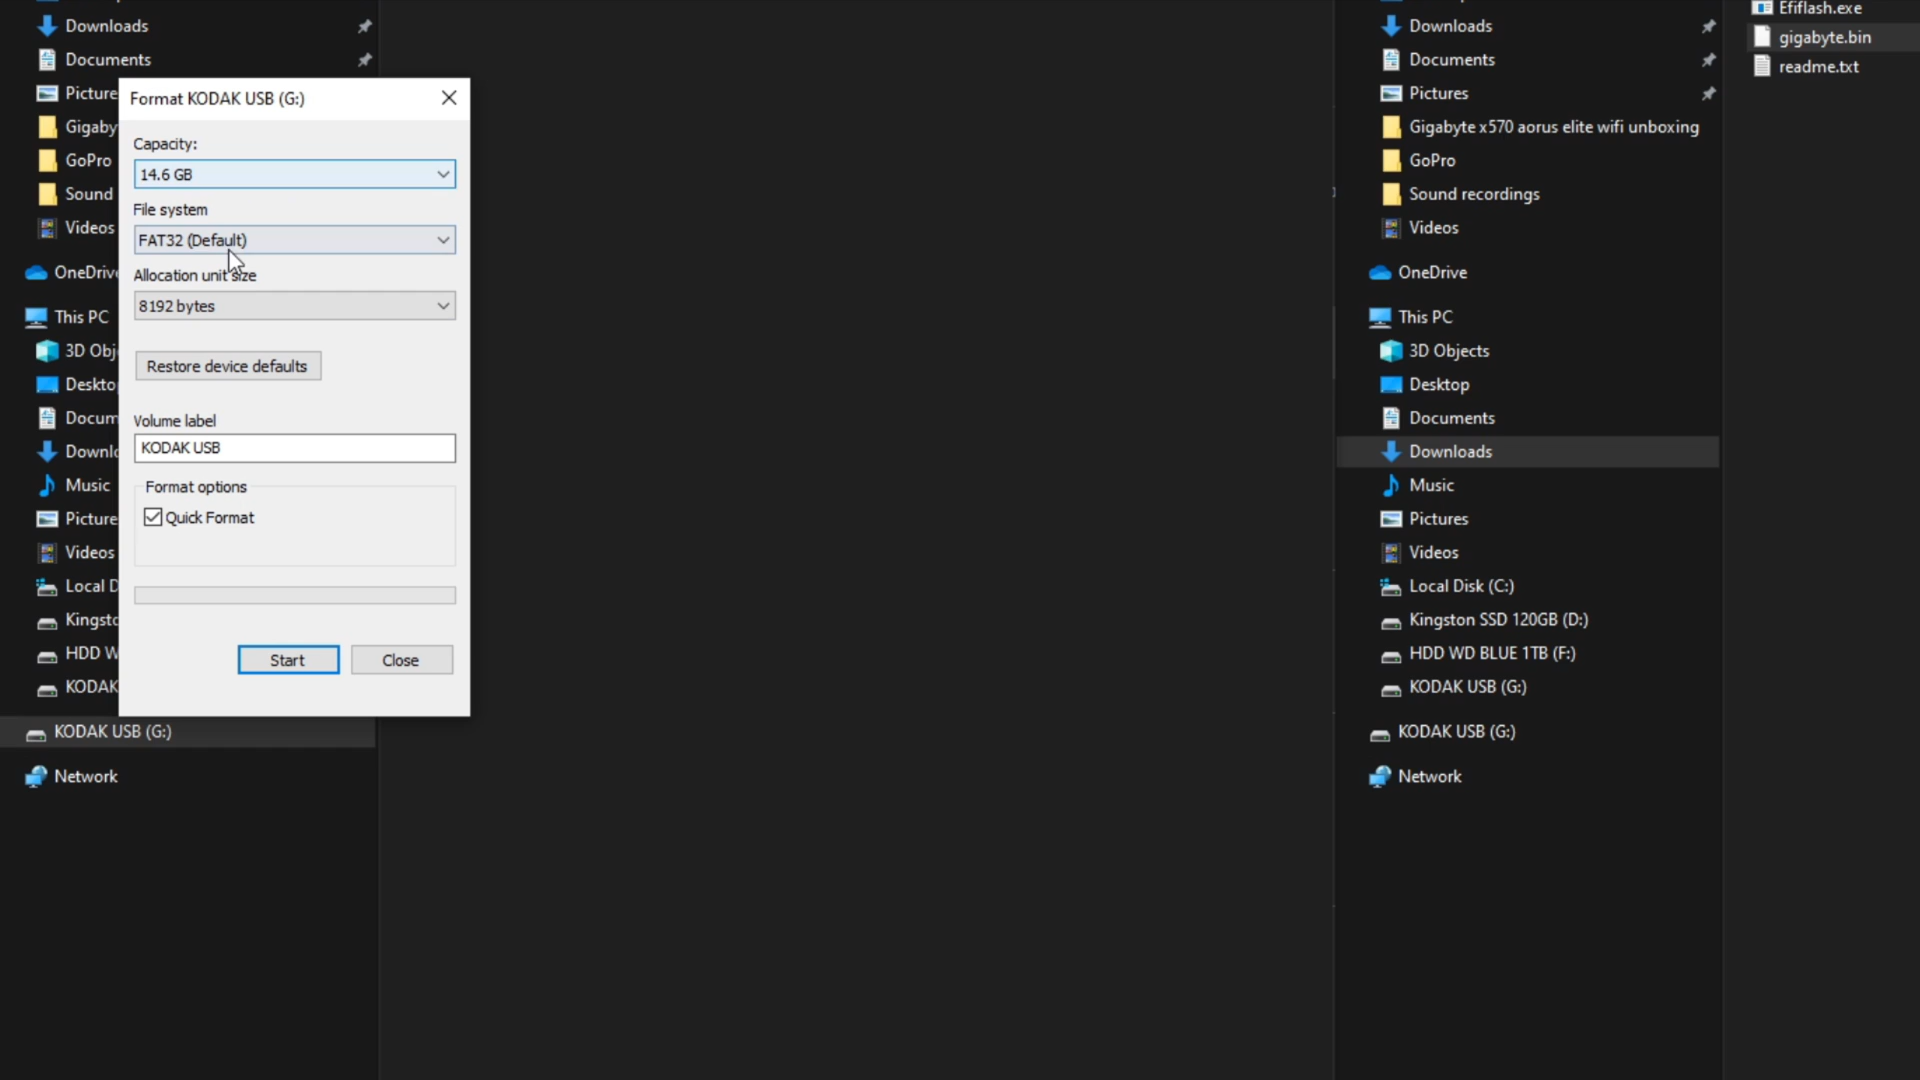 Downloads
Documents
Picture
Gigaby
GoPro
Sound
Videos
OneDrive
This PC
3D Obj
Deskto
Docum
Downlo
Music
Picture
Videos
Local D
Kingsto
HDD W
KODAK
KODAK USB (G:)
Network
Format KODAK USB (G:)
Capacity:
14.6 GB
File system
FAT32 (Default)
Allocation unit size
8192 bytes
Restore device defaults
Volume label
KODAK USB
Format options
Quick Format
Start
Close
Downloads
Documents
Pictures
Gigabyte x570 aorus elite wifi unboxing
GoPro
Sound recordings
Videos
OneDrive
This PC
3D Objects
Desktop
Documents
Downloads
Music
Pictures
Videos
Local Disk (C:)
Kingston SSD 120GB (D:)
HDD WD BLUE 1TB (F:)
KODAK USB (G:)
KODAK USB (G:)
Network
Efiflash.exe
gigabyte.bin
readme.txt